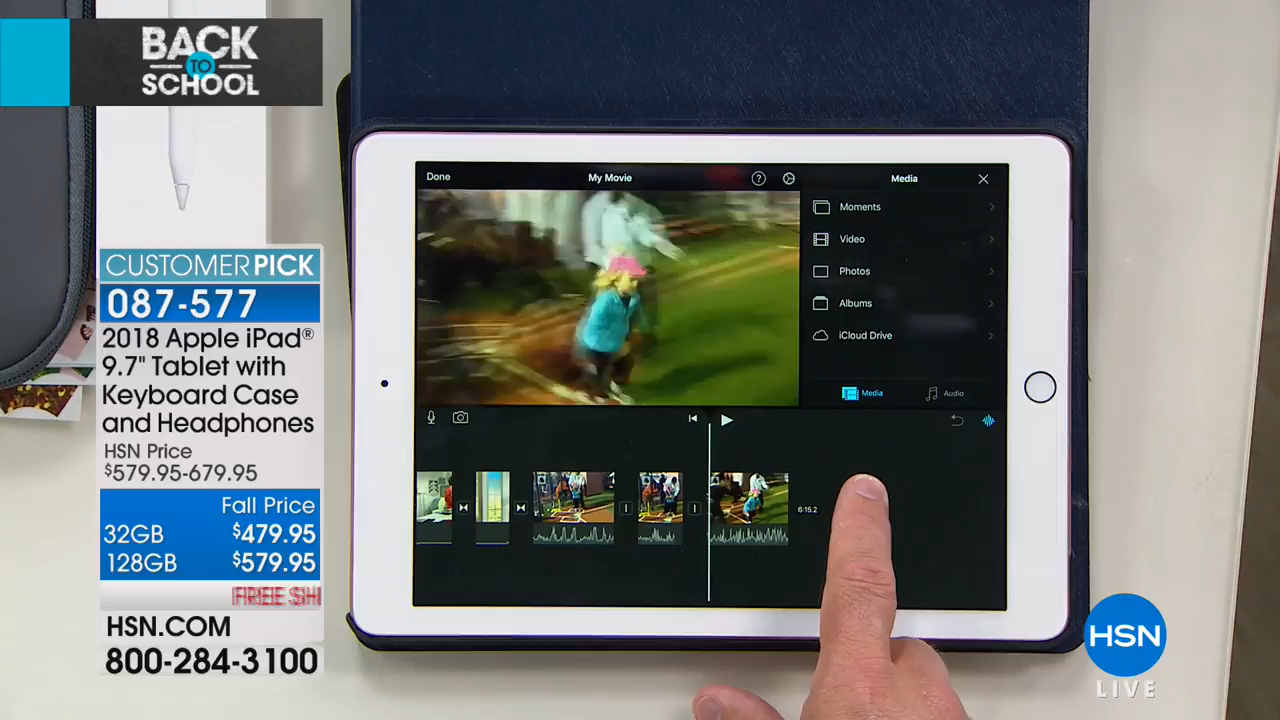 BACK
TO
SCHOOL
CUSTOMER PICK
087-577
2018 Apple iPad®
9.7" Tablet with
Keyboard Case
and Headphones
HSN Price
$579.95-679.95
Fall Price
32GB $479.95
128GB $579.95
FREE SH
HSN.COM
800-284-3100
Done My Movie ? Media
Moments
Video
Photos
Albums
iCloud Drive
Media Audio
6:15.2
HSN
LIVE